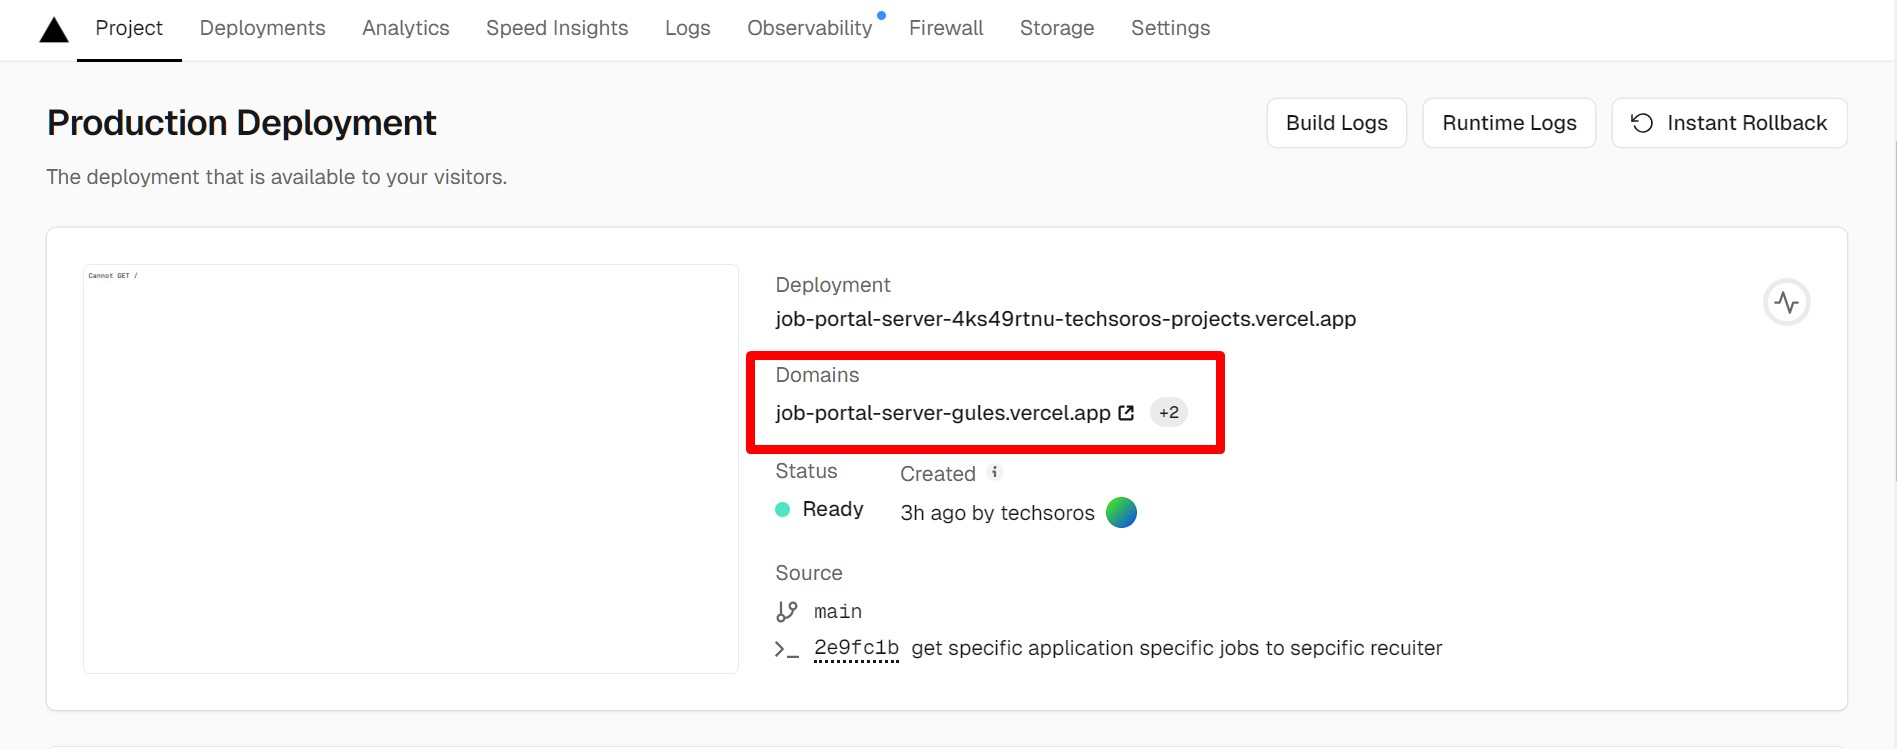 Project Deployments Analytics Speed Insights Logs Observability Firewall Storage Settings
Production Deployment
Build Logs Runtime Logs Instant Rollback
The deployment that is available to your visitors.
Cannot GET /
Deployment
job-portal-server-4ks49rtnu-techsoros-projects.vercel.app
Domains
job-portal-server-gules.vercel.app +2
Status Created
Ready 3h ago by techsoros
Source
main
2e9fc1b get specific application specific jobs to sepcific recuiter